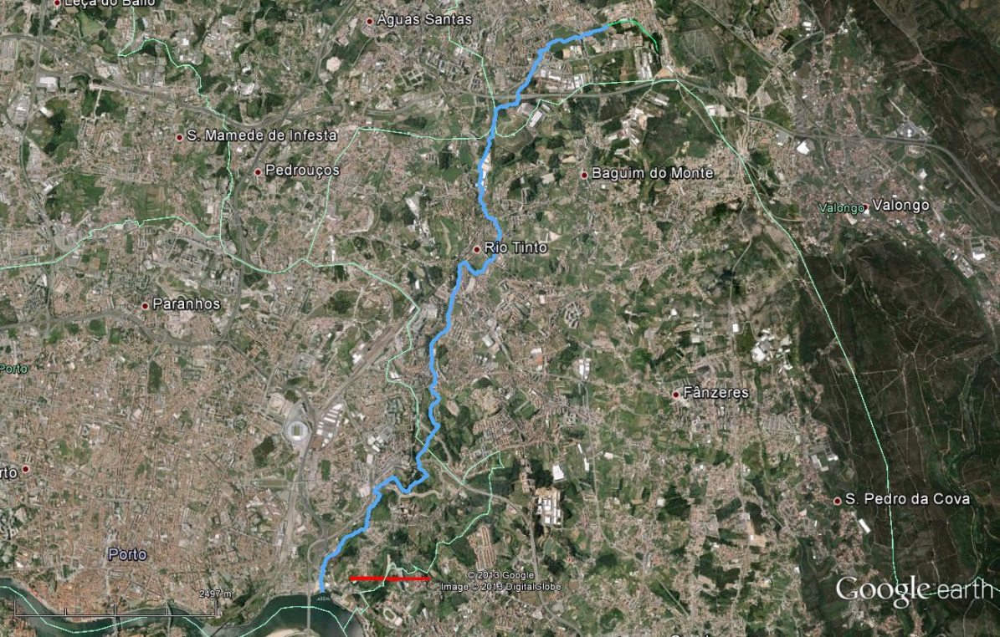 Leça do Balio
Águas Santas
S. Mamede de Infesta
Pedrouços
Baguim do Monte
Valongo Valongo
Rio Tinto
Paranhos
Porto
Fânzeres
rto
S. Pedro da Cova
Porto
© 2013 Google
Image © 2013 DigitalGlobe
Google earth
2497 m